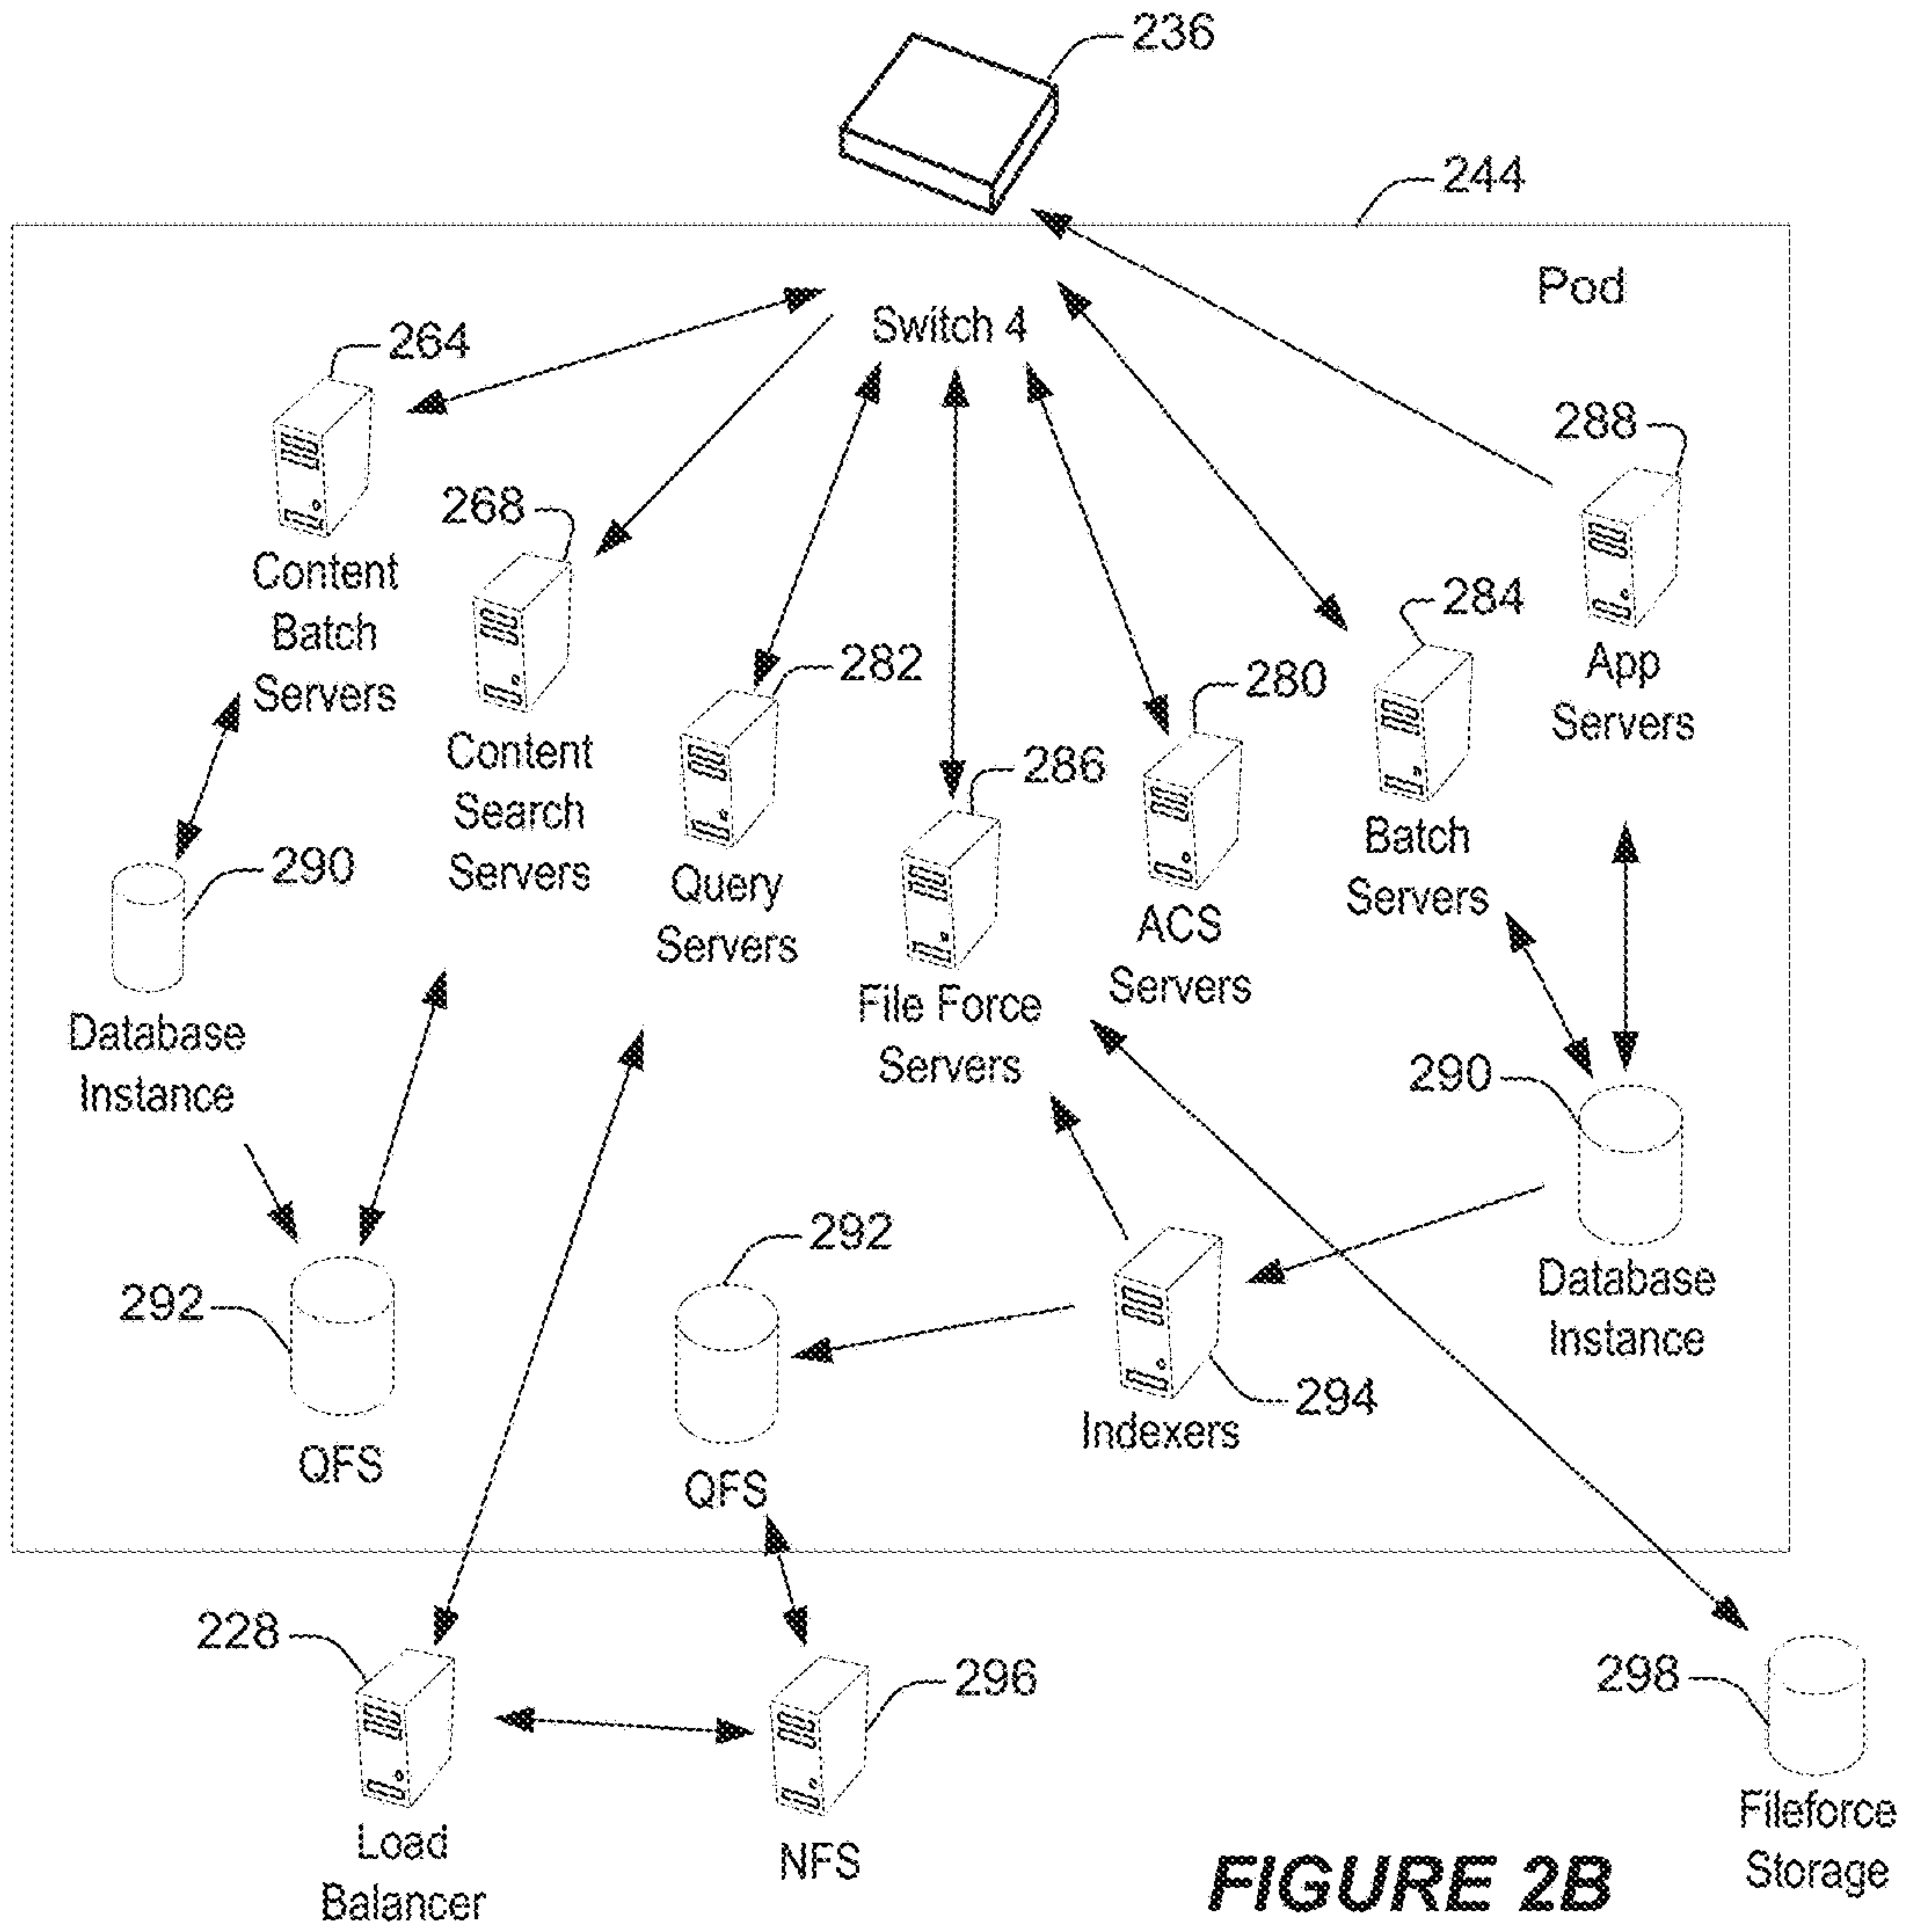 236
244
Pod
Switch 4
264
Content
Batch
Servers
268
Content
Search
Servers
288
App
Servers
284
Batch
Servers
282
Query
Servers
280
ACS
Servers
286
File Force
Servers
290
Database
Instance
290
Database
Instance
292
QFS
292
QFS
294
Indexers
228
Load
Balancer
296
NFS
298
Fileforce
Storage
FIGURE 2B